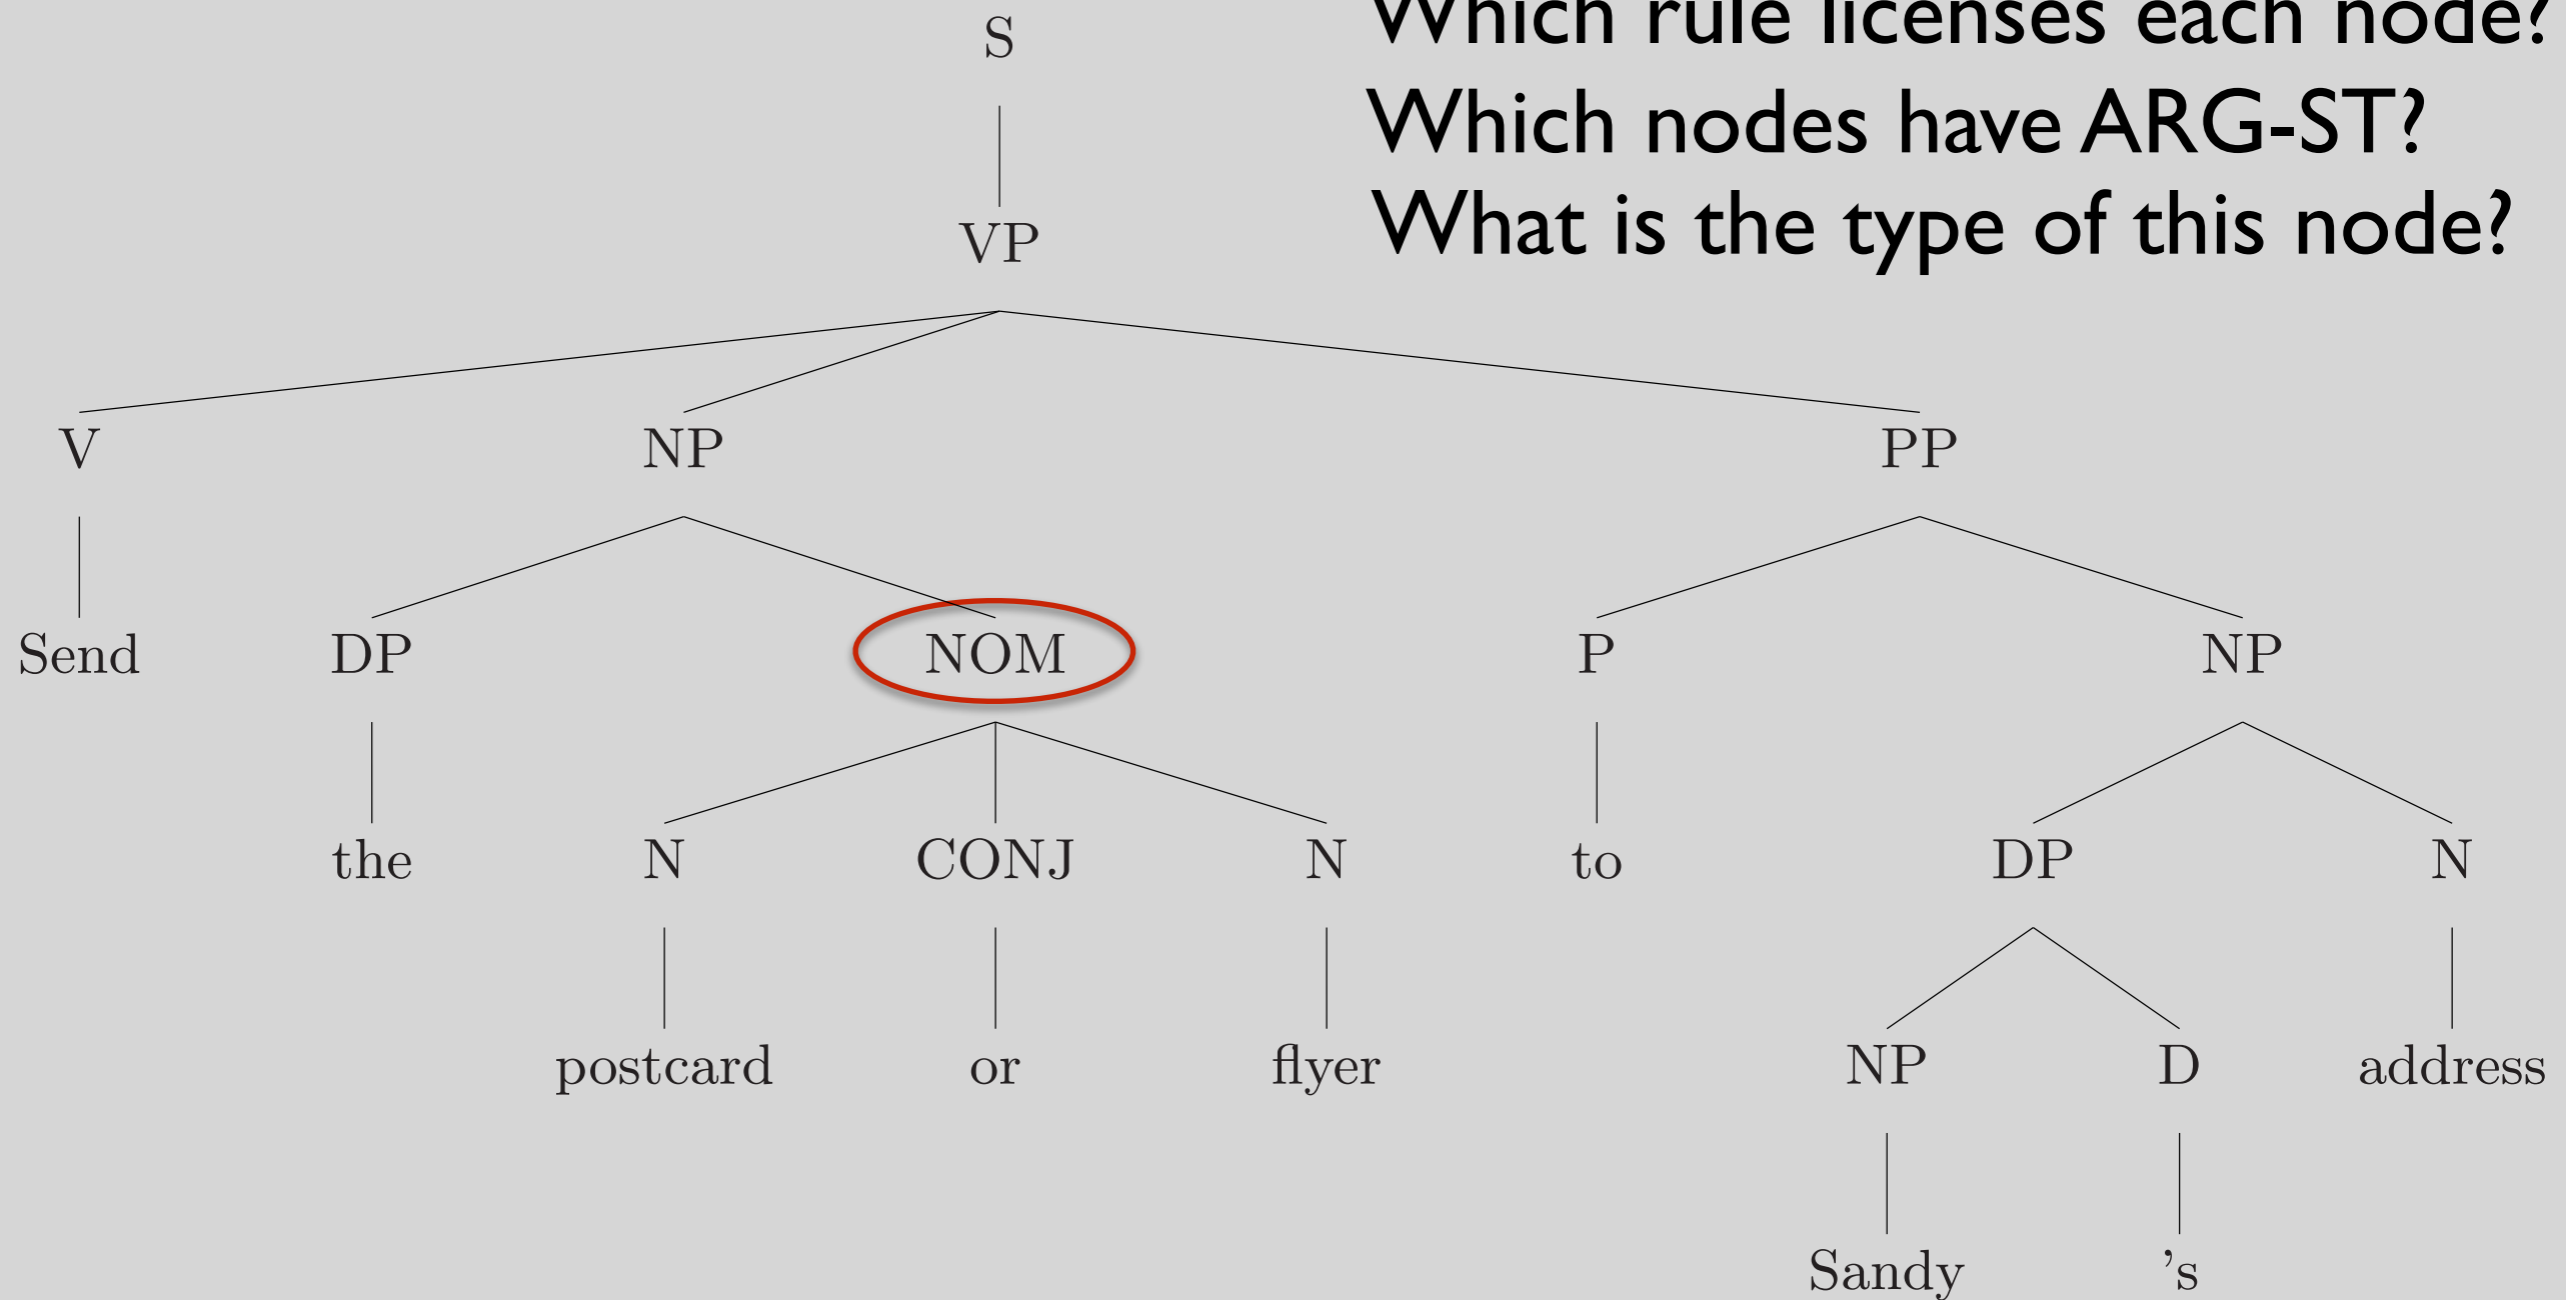 Which rule licenses each node?
Which nodes have ARG-ST?
What is the type of this node?
S
VP
V NP PP
Send DP NOM P NP
the N CONJ N to DP N
postcard or flyer NP D address
Sandy 's